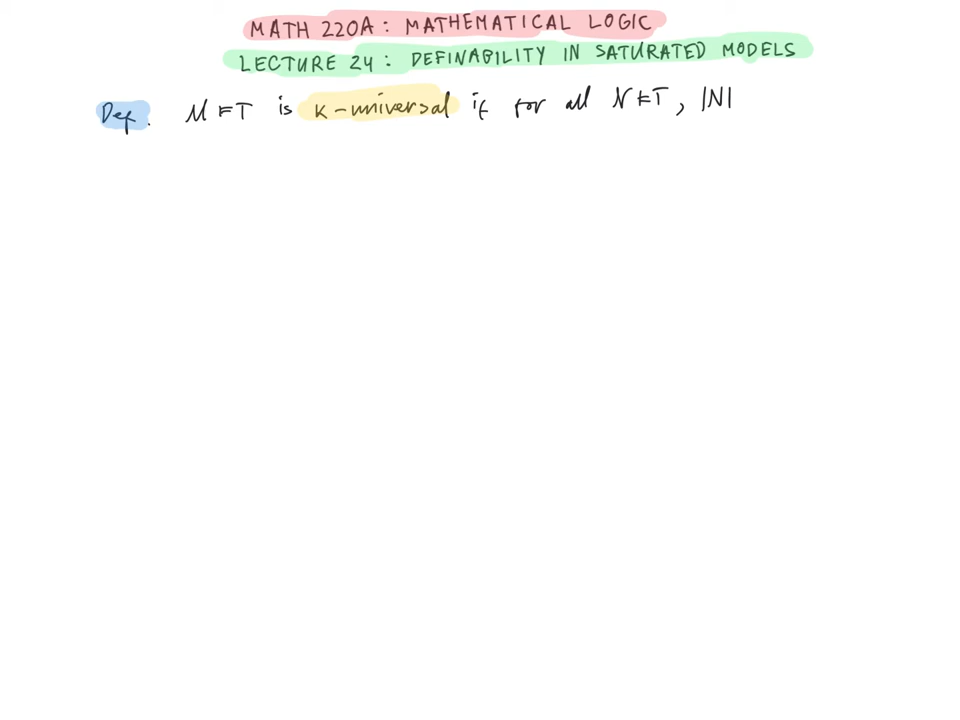 MATH 220A: MATHEMATICAL LOGIC
LECTURE 24: DEFINABILITY IN SATURATED MODELS
Def. M ⊨ T is κ-universal if for all N ⊨ T, |N|